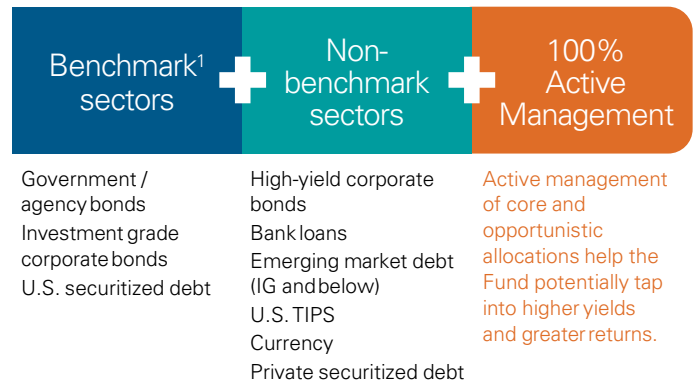 Benchmark¹
sectors
Non-
benchmark
sectors
100%
Active
Management
Government /
agency bonds
Investment grade
corporate bonds
U.S. securitized debt
High-yield corporate
bonds
Bank loans
Emerging market debt
(IG and below)
U.S. TIPS
Currency
Private securitized debt
Active management
of core and
opportunistic
allocations help the
Fund potentially tap
into higher yields
and greater returns.